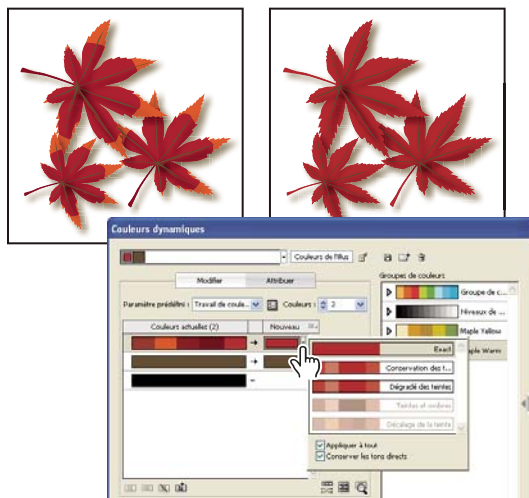 Couleurs dynamiques
Couleurs de l'illus
Modifier
Attribuer
Groupes de couleurs
Paramètre prédéfini :
Travail de coule...
Couleurs :
2
Groupe de c...
Couleurs actuelles (2)
Nouveau
Niveaux de ...
Maple Yellow
Exact
aple Warm
Conservation des t...
Dégradé des teintes
Teintes et ombres
Décalage de la teinte
Appliquer à tout
Conserver les tons directs